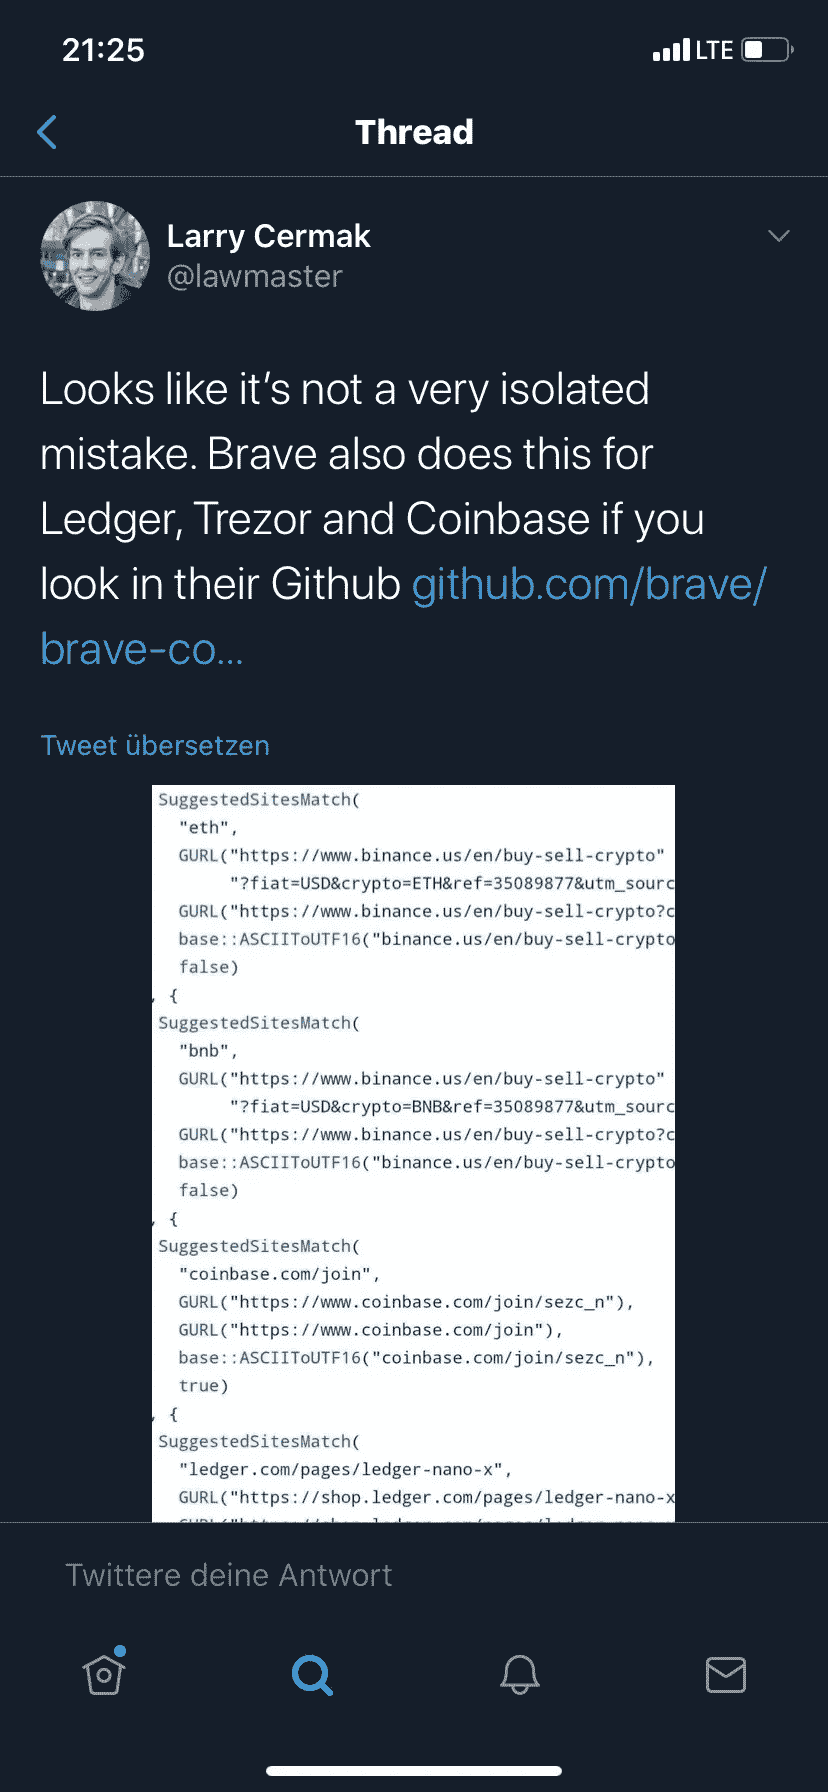 21:25
LTE
Thread
Larry Cermak
@lawmaster
Looks like it's not a very isolated
mistake. Brave also does this for
Ledger, Trezor and Coinbase if you
look in their Github github.com/brave/
brave-co...
Tweet übersetzen
SuggestedSitesMatch(
"eth",
GURL("https://www.binance.us/en/buy-sell-crypto"
"?fiat=USD&crypto=ETH&ref=35089877&utm_sourc
GURL("https://www.binance.us/en/buy-sell-crypto?c
base::ASCIIToUTF16("binance.us/en/buy-sell-crypto
false)
, {
SuggestedSitesMatch(
"bnb",
GURL("https://www.binance.us/en/buy-sell-crypto"
"?fiat=USD&crypto=BNB&ref=35089877&utm_sourc
GURL("https://www.binance.us/en/buy-sell-crypto?c
base::ASCIIToUTF16("binance.us/en/buy-sell-crypto
false)
, {
SuggestedSitesMatch(
"coinbase.com/join",
GURL("https://www.coinbase.com/join/sezc_n"),
GURL("https://www.coinbase.com/join"),
base::ASCIIToUTF16("coinbase.com/join/sezc_n"),
true)
, {
SuggestedSitesMatch(
"ledger.com/pages/ledger-nano-x",
GURL("https://shop.ledger.com/pages/ledger-nano-x
Twittere deine Antwort